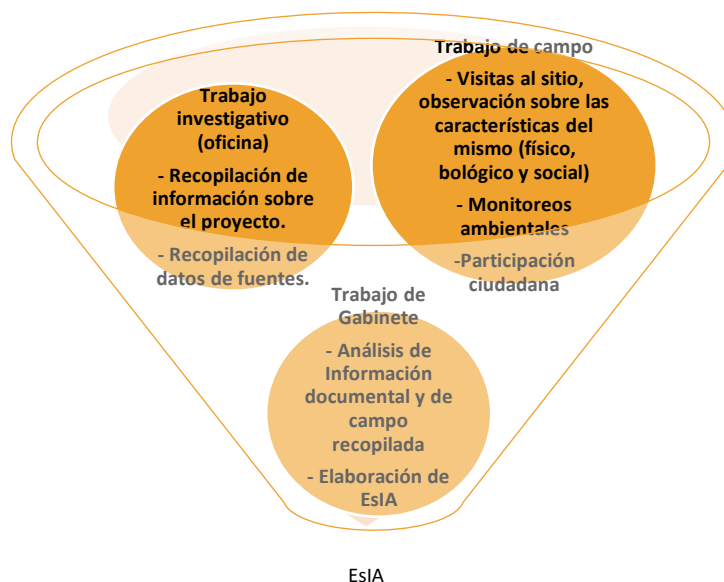 Trabajo
investigativo
(oficina)
- Recopilación de
información sobre
el proyecto.
- Recopilación de
datos de fuentes.
Trabajo de campo
- Visitas al sitio,
observación sobre las
características del
mismo (físico,
bológico y social)
- Monitoreos
ambientales
-Participación
ciudadana
Trabajo de
Gabinete
- Análisis de
Información
documental y de
campo
recopilada
- Elaboración de
EsIA
EsIA